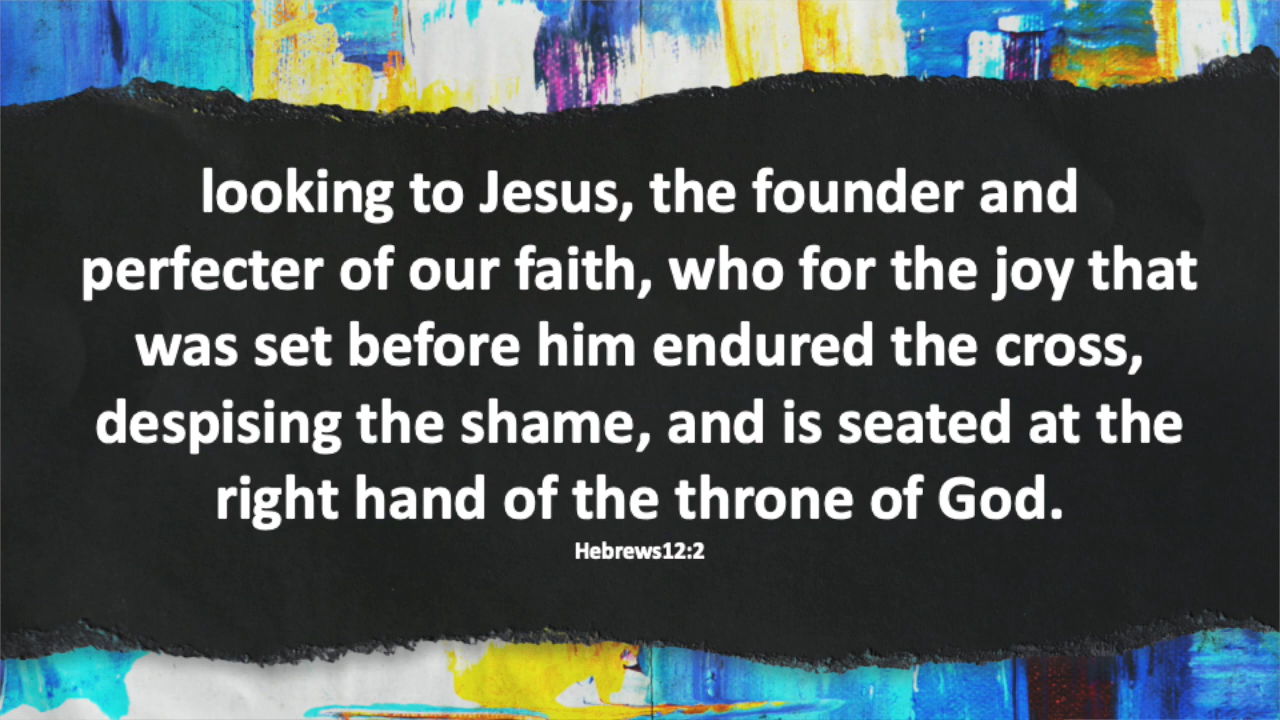 looking to Jesus, the founder and
perfecter of our faith, who for the joy that
was set before him endured the cross,
despising the shame, and is seated at the
right hand of the throne of God.
Hebrews12:2